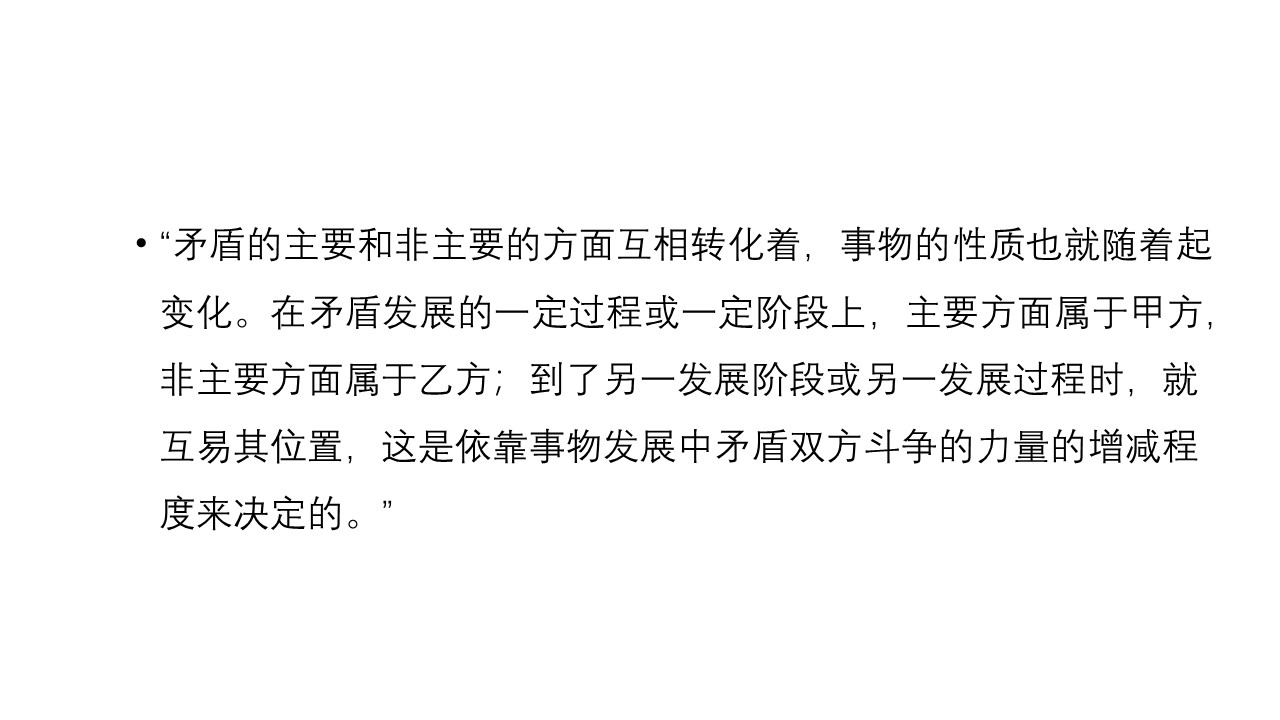 • “矛盾的主要和非主要的方面互相转化着，事物的性质也就随着起
变化。在矛盾发展的一定过程或一定阶段上，主要方面属于甲方，
非主要方面属于乙方；到了另一发展阶段或另一发展过程时，就
互易其位置，这是依靠事物发展中矛盾双方斗争的力量的增减程
度来决定的。”